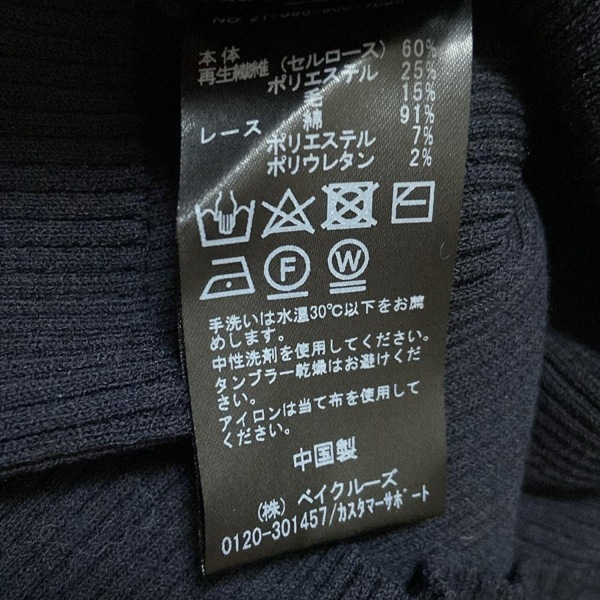 本体
再生繊維 (セルロース) 60%
ポリエステル 25%
毛 15%
レース 綿 91%
ポリエステル 7%
ポリウレタン 2%
F W
手洗いは水温30℃以下をお薦
めします。
中性洗剤を使用してください。
タンブラー乾燥はお避けくだ
さい。
アイロンは当て布を使用して
ください。
中国製
(株) ベイクルーズ
0120-301457/カスタマーサポート